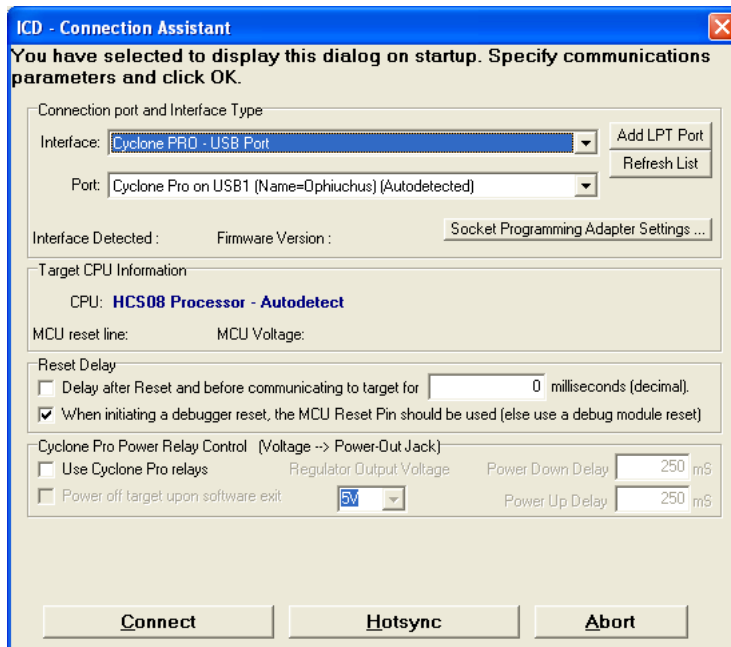 ICD - Connection Assistant
You have selected to display this dialog on startup. Specify communications
parameters and click OK.
Connection port and Interface Type
Interface: Cyclone PRO - USB Port
Add LPT Port
Refresh List
Port: Cyclone Pro on USB1 (Name=Ophiuchus) (Autodetected)
Interface Detected : Firmware Version : Socket Programming Adapter Settings ...
Target CPU Information
CPU: HCS08 Processor - Autodetect
MCU reset line: MCU Voltage:
Reset Delay
Delay after Reset and before communicating to target for 0 milliseconds (decimal).
When initiating a debugger reset, the MCU Reset Pin should be used (else use a debug module reset)
Cyclone Pro Power Relay Control (Voltage --> Power-Out Jack)
Use Cyclone Pro relays Regulator Output Voltage Power Down Delay 250 mS
Power off target upon software exit 5V Power Up Delay 250 mS
Connect Hotsync Abort